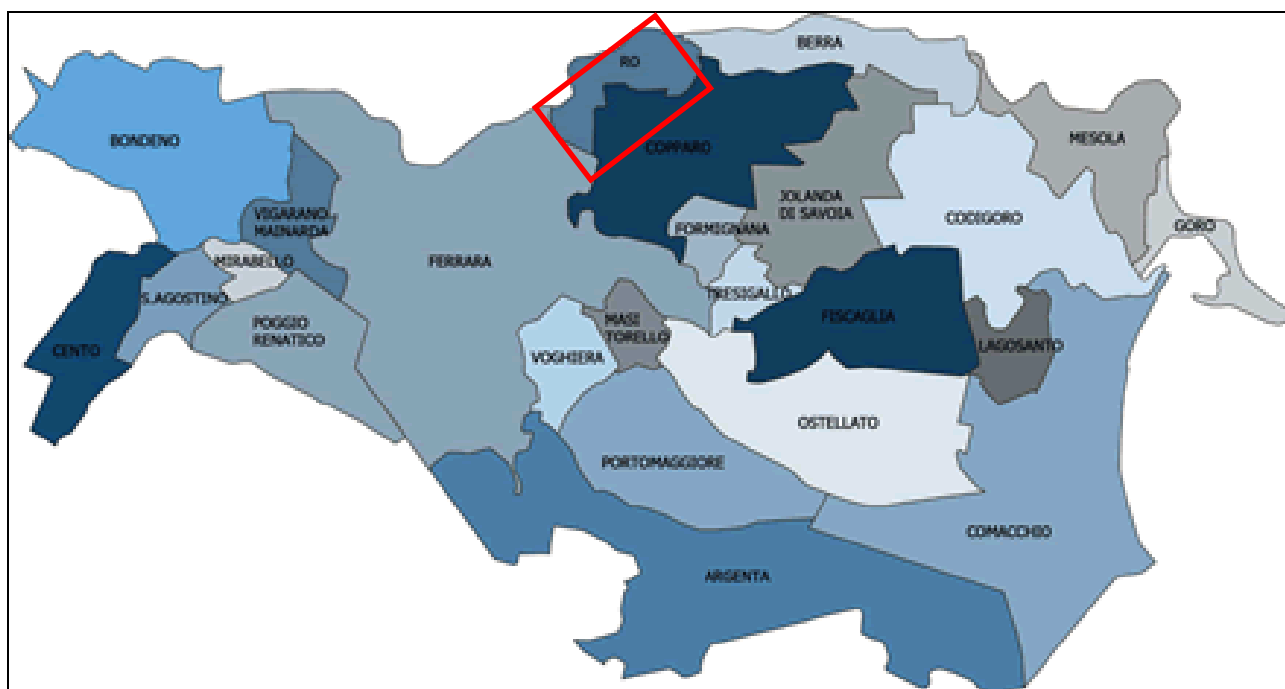 BERRA
RO
BONDENO
MESOLA
COPPARO
JOLANDA
DI SAVOIA
VIGARANO
MAINARDA
FORMIGNANA
CODIGORO
GORO
MIRABELLO
FERRARA
S.AGOSTINO
TRESIGALLO
POGGIO
RENATICO
MASI
TORELLO
FISCAGLIA
CENTO
VOGHIERA
LAGOSANTO
OSTELLATO
PORTOMAGGIORE
COMACCHIO
ARGENTA